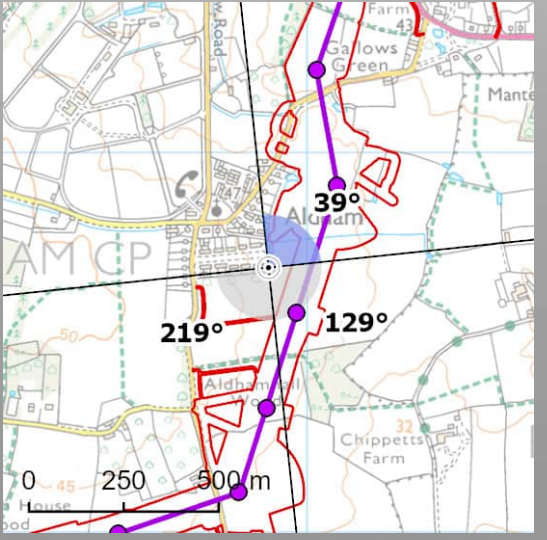 Road
Farm
43
Gallows
Green
Mante
47
39°
Aldham
AM CP
219°
129°
50
Aldham
Wood
32
Chippetts
Farm
0 250 500 m
45
House
ood